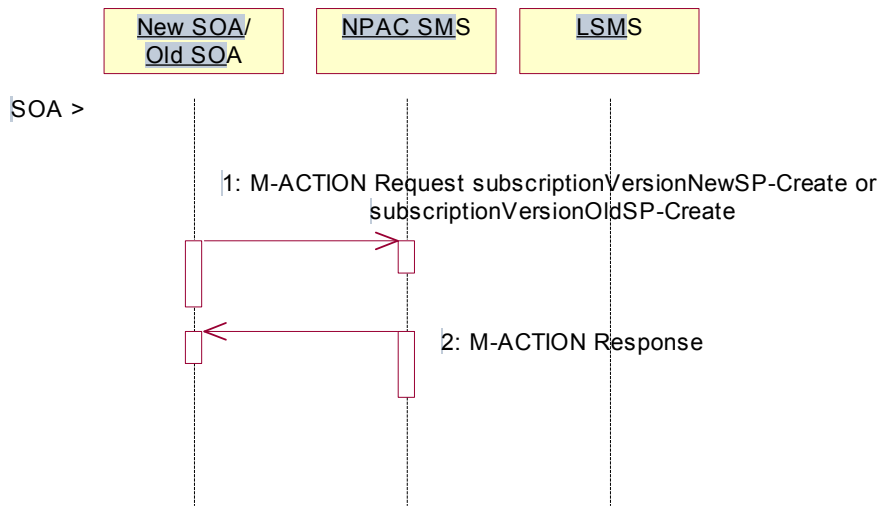 New SOA/
Old SOA
NPAC SMS
LSMS
SOA >
1: M-ACTION Request subscriptionVersionNewSP-Create or
subscriptionVersionOldSP-Create
2: M-ACTION Response